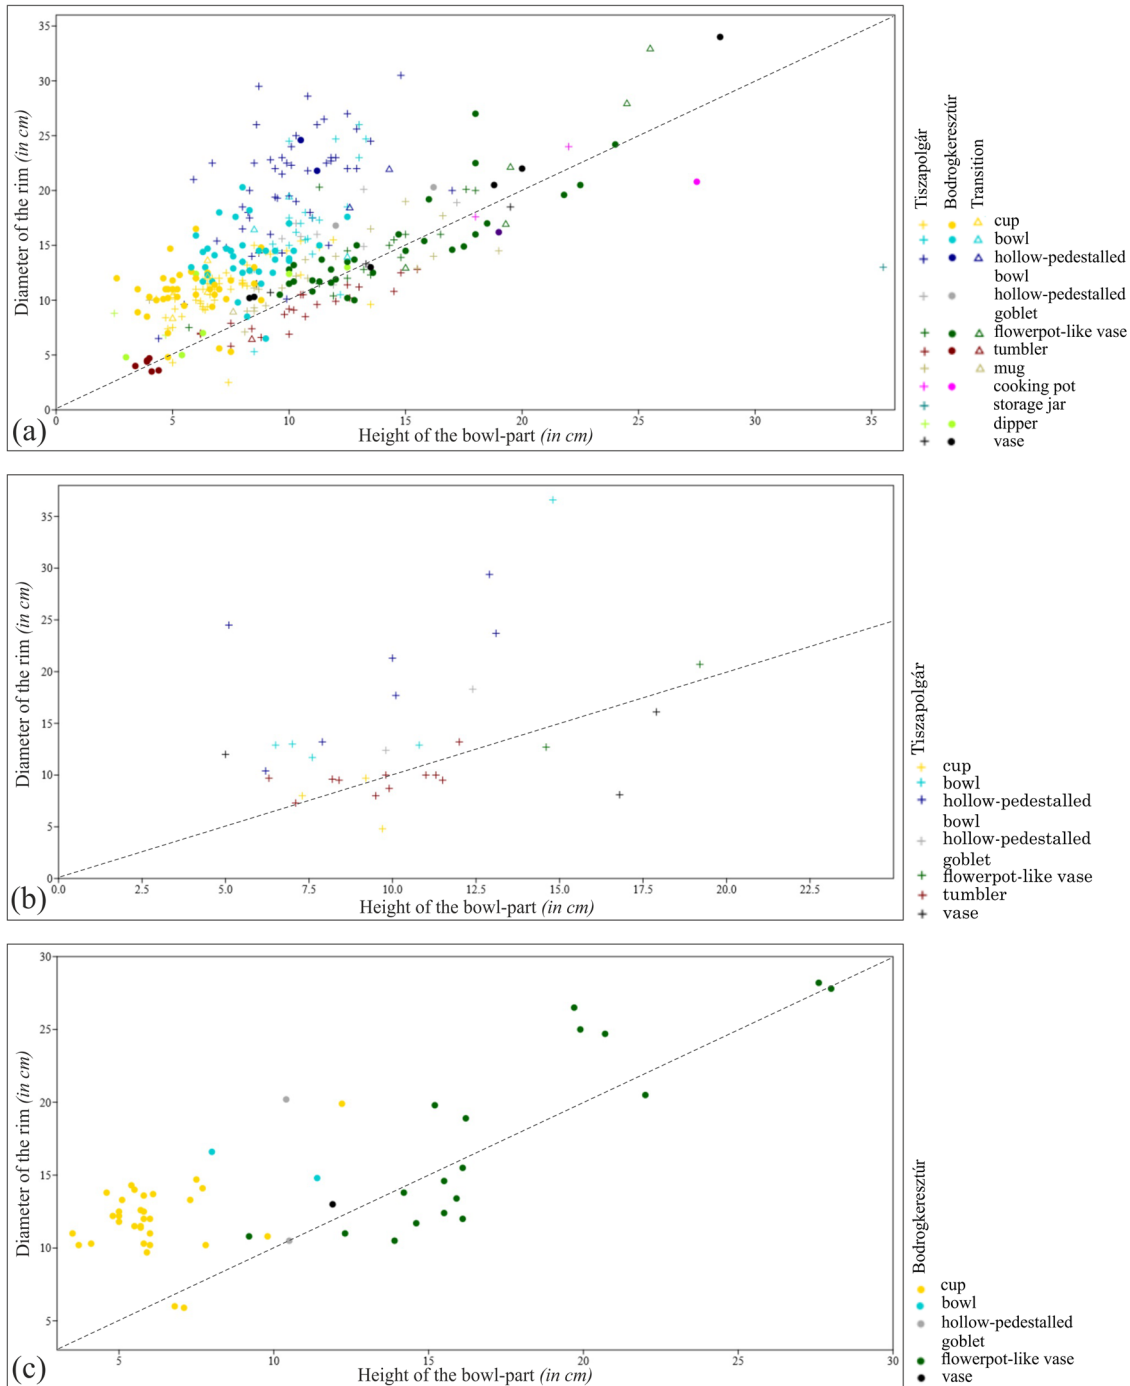 35
30
25
20
15
10
5
0
Diameter of the rim (in cm)
0 5 10 15 20 25 30 35
Height of the bowl-part (in cm)
(a)
Tiszapolgár
Bodrogkeresztúr
Transition
cup
bowl
hollow-pedestalled
bowl
hollow-pedestalled
goblet
flowerpot-like vase
tumbler
mug
cooking pot
storage jar
dipper
vase
35
30
25
20
15
10
5
0
Diameter of the rim (in cm)
0.0 2.5 5.0 7.5 10.0 12.5 15.0 17.5 20.0 22.5
Height of the bowl-part (in cm)
(b)
Tiszapolgár
cup
bowl
hollow-pedestalled
bowl
hollow-pedestalled
goblet
flowerpot-like vase
tumbler
vase
30
25
20
15
10
5
Diameter of the rim (in cm)
5 10 15 20 25 30
Height of the bowl-part (in cm)
(c)
Bodrogkeresztúr
cup
bowl
hollow-pedestalled
goblet
flowerpot-like vase
vase